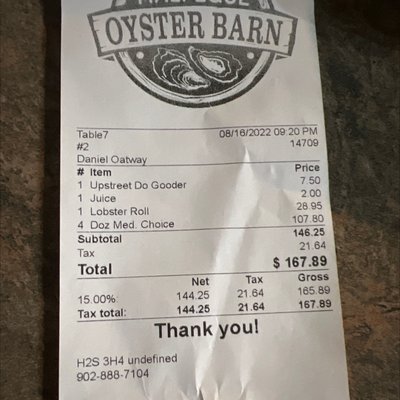 MALPEQUE
OYSTER BARN
Table7 08/16/2022 09:20 PM
#2 14709
Daniel Oatway
# Item Price
1 Upstreet Do Gooder 7.50
1 Juice 2.00
1 Lobster Roll 28.95
4 Doz Med. Choice 107.80
Subtotal 146.25
Tax 21.64
Total $ 167.89
Net Tax Gross
15.00% 144.25 21.64 165.89
Tax total: 144.25 21.64 167.89
Thank you!
H2S 3H4 undefined
902-888-7104